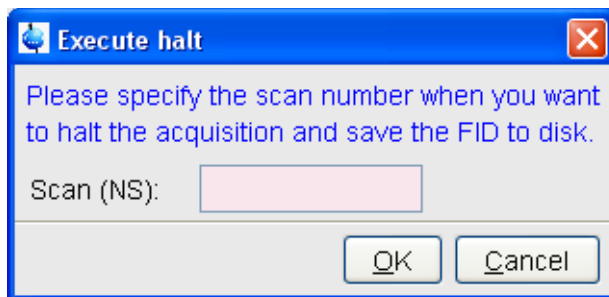 Execute halt
Please specify the scan number when you want
to halt the acquisition and save the FID to disk.
Scan (NS):
OK Cancel